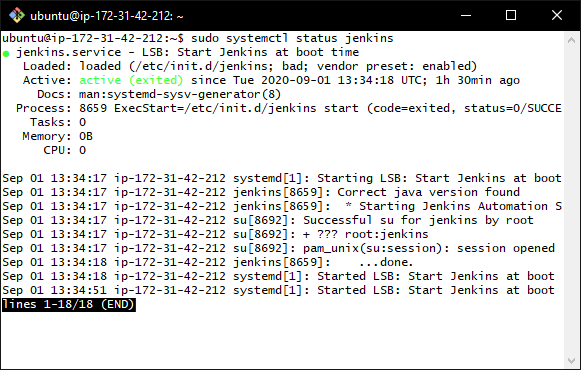 ubuntu@ip-172-31-42-212: ~
ubuntu@ip-172-31-42-212:~$ sudo systemctl status jenkins
● jenkins.service - LSB: Start Jenkins at boot time
   Loaded: loaded (/etc/init.d/jenkins; bad; vendor preset: enabled)
   Active: active (exited) since Tue 2020-09-01 13:34:18 UTC; 1h 30min ago
     Docs: man:systemd-sysv-generator(8)
  Process: 8659 ExecStart=/etc/init.d/jenkins start (code=exited, status=0/SUCCE
    Tasks: 0
   Memory: 0B
      CPU: 0
Sep 01 13:34:17 ip-172-31-42-212 systemd[1]: Starting LSB: Start Jenkins at boot
Sep 01 13:34:17 ip-172-31-42-212 jenkins[8659]: Correct java version found
Sep 01 13:34:17 ip-172-31-42-212 jenkins[8659]:  * Starting Jenkins Automation S
Sep 01 13:34:17 ip-172-31-42-212 su[8692]: Successful su for jenkins by root
Sep 01 13:34:17 ip-172-31-42-212 su[8692]: + ??? root:jenkins
Sep 01 13:34:17 ip-172-31-42-212 su[8692]: pam_unix(su:session): session opened
Sep 01 13:34:18 ip-172-31-42-212 jenkins[8659]:    ...done.
Sep 01 13:34:18 ip-172-31-42-212 systemd[1]: Started LSB: Start Jenkins at boot
Sep 01 13:34:51 ip-172-31-42-212 systemd[1]: Started LSB: Start Jenkins at boot
lines 1-18/18 (END)